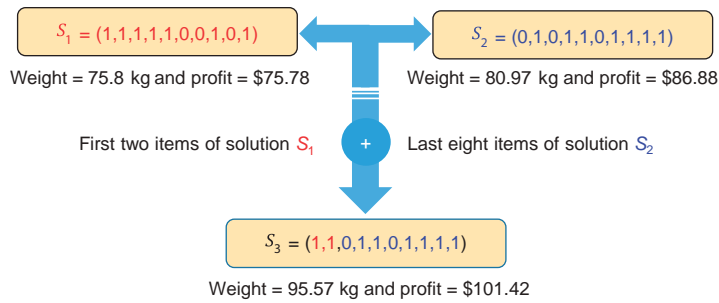 S₁ = (1,1,1,1,1,0,0,1,0,1)
S₂ = (0,1,0,1,1,0,1,1,1,1)
Weight = 75.8 kg and profit = $75.78
Weight = 80.97 kg and profit = $86.88
First two items of solution S₁
+
Last eight items of solution S₂
S₃ = (1,1,0,1,1,0,1,1,1,1)
Weight = 95.57 kg and profit = $101.42